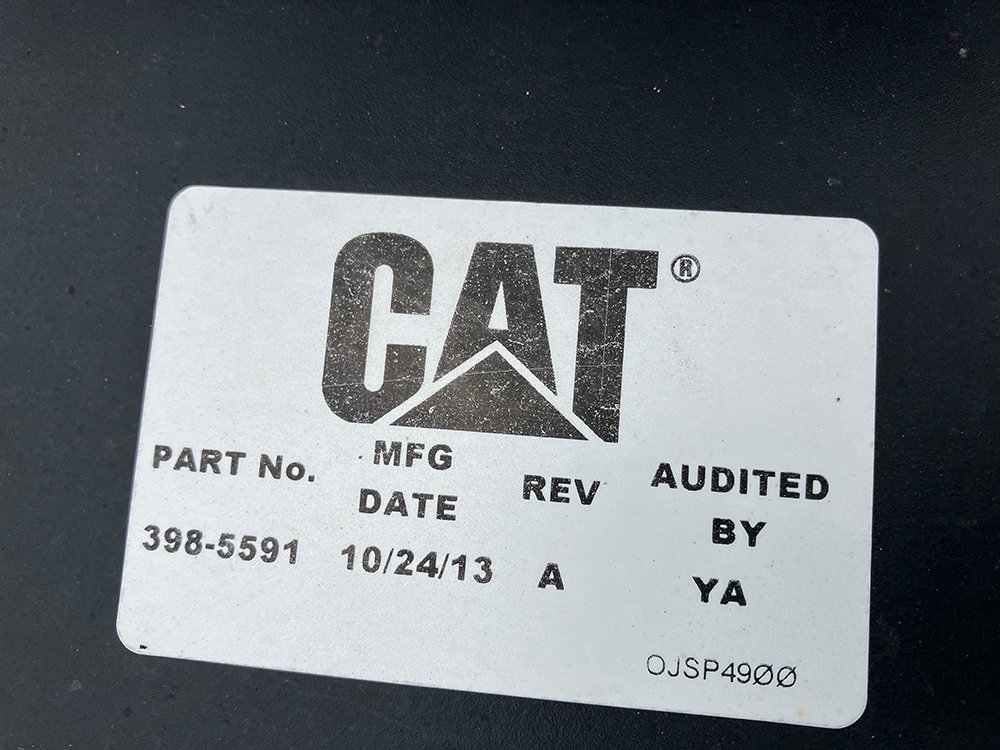 CAT®
PART No. MFG DATE REV AUDITED BY
398-5591 10/24/13 A YA
OJSP49ØØ